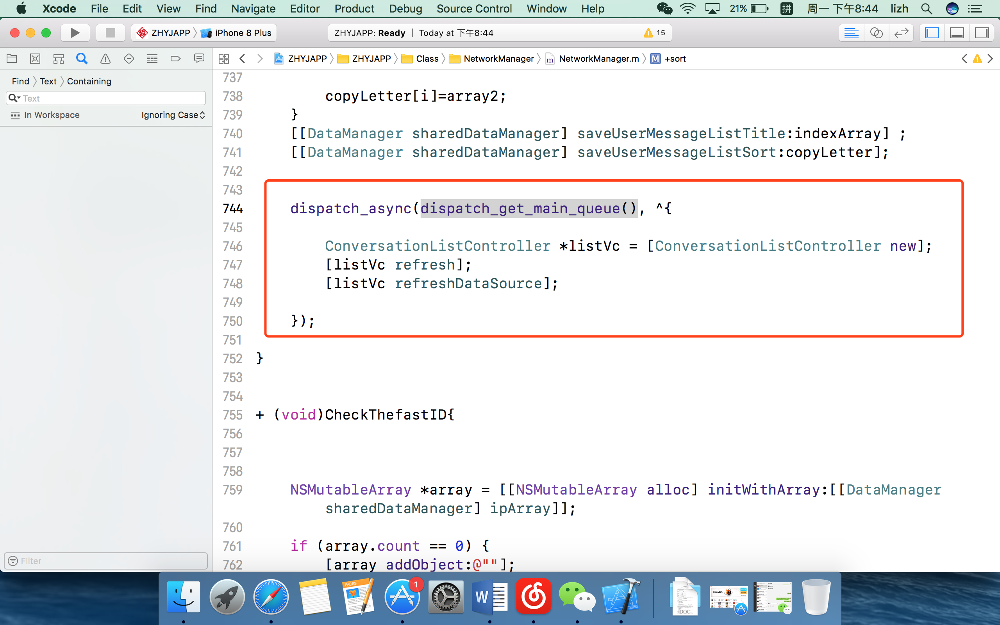 Xcode File Edit View Find Navigate Editor Product Debug Source Control Window Help 21% 拼 周一 下午8:44 lizh
ZHYJAPP iPhone 8 Plus ZHYJAPP: Ready Today at 下午8:44 15
ZHYJAPP ZHYJAPP Class NetworkManager m NetworkManager.m M +sort
Find Text Containing
Text
In Workspace Ignoring Case
737
738 copyLetter[i]=array2;
739 }
740 [[DataManager sharedDataManager] saveUserMessageListTitle:indexArray] ;
741 [[DataManager sharedDataManager] saveUserMessageListSort:copyLetter];
742
743
744 dispatch_async(dispatch_get_main_queue(), ^{
745
746 ConversationListController *listVc = [ConversationListController new];
747 [listVc refresh];
748 [listVc refreshDataSource];
749
750 });
751
752 }
753
754
755 + (void)CheckThefastID{
756
757
758
759 NSMutableArray *array = [[NSMutableArray alloc] initWithArray:[[DataManager
sharedDataManager] ipArray]];
760
761 if (array.count == 0) {
762 [array addObject:@""];
Filter
PAGES
1
W
DOC